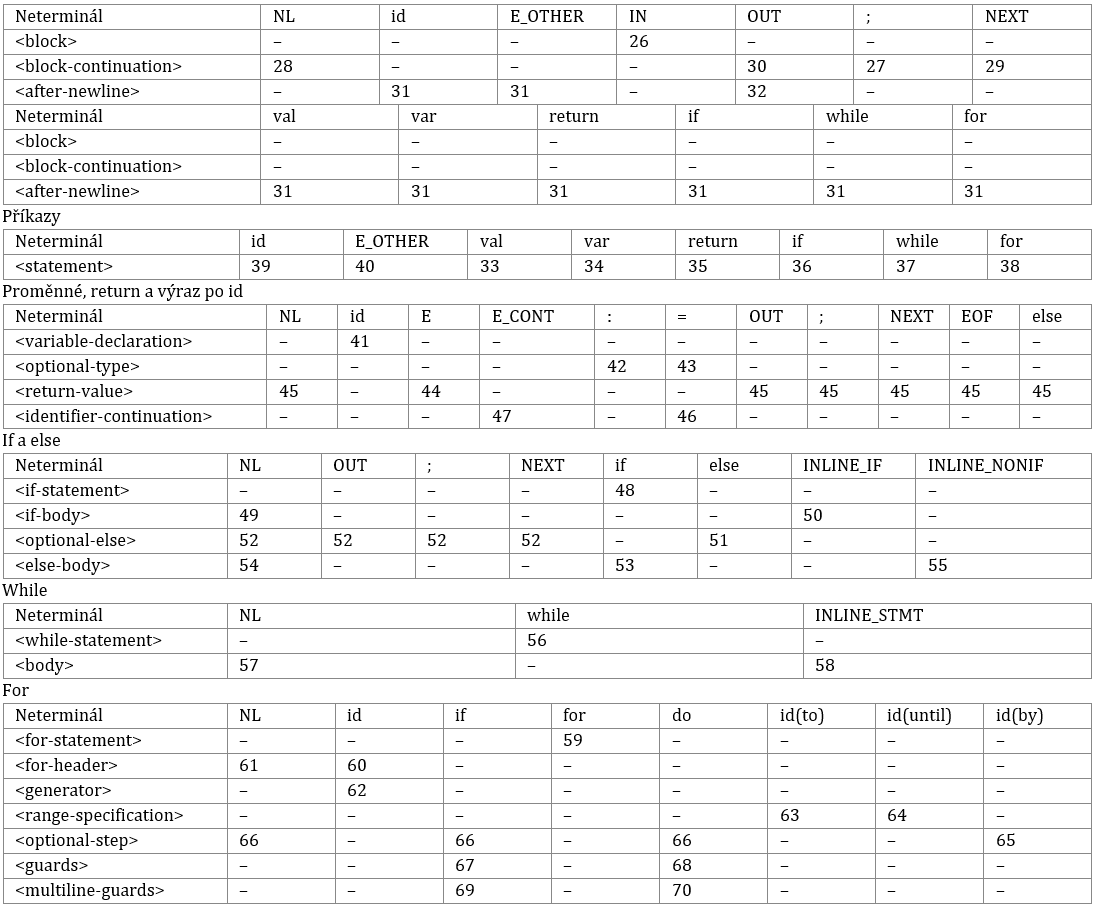 Neterminál NL id E_OTHER IN OUT ; NEXT
<block> – – – 26 – – –
<block-continuation> 28 – – – 30 27 29
<after-newline> – 31 31 – 32 – –
Neterminál val var return if while for
<block> – – – – – –
<block-continuation> – – – – – –
<after-newline> 31 31 31 31 31 31
Příkazy
Neterminál id E_OTHER val var return if while for
<statement> 39 40 33 34 35 36 37 38
Proměnné, return a výraz po id
Neterminál NL id E E_CONT : = OUT ; NEXT EOF else
<variable-declaration> – 41 – – – – – – – – –
<optional-type> – – – – 42 43 – – – – –
<return-value> 45 – 44 – – – 45 45 45 45 45
<identifier-continuation> – – – 47 – 46 – – – – –
If a else
Neterminál NL OUT ; NEXT if else INLINE_IF INLINE_NONIF
<if-statement> – – – – 48 – – –
<if-body> 49 – – – – – 50 –
<optional-else> 52 52 52 52 – 51 – –
<else-body> 54 – – – 53 – – 55
While
Neterminál NL while INLINE_STMT
<while-statement> – 56 –
<body> 57 – 58
For
Neterminál NL id if for do id(to) id(until) id(by)
<for-statement> – – – 59 – – – –
<for-header> 61 60 – – – – – –
<generator> – 62 – – – – – –
<range-specification> – – – – – 63 64 –
<optional-step> 66 – 66 – 66 – – 65
<guards> – – 67 – 68 – – –
<multiline-guards> – – 69 – 70 – – –